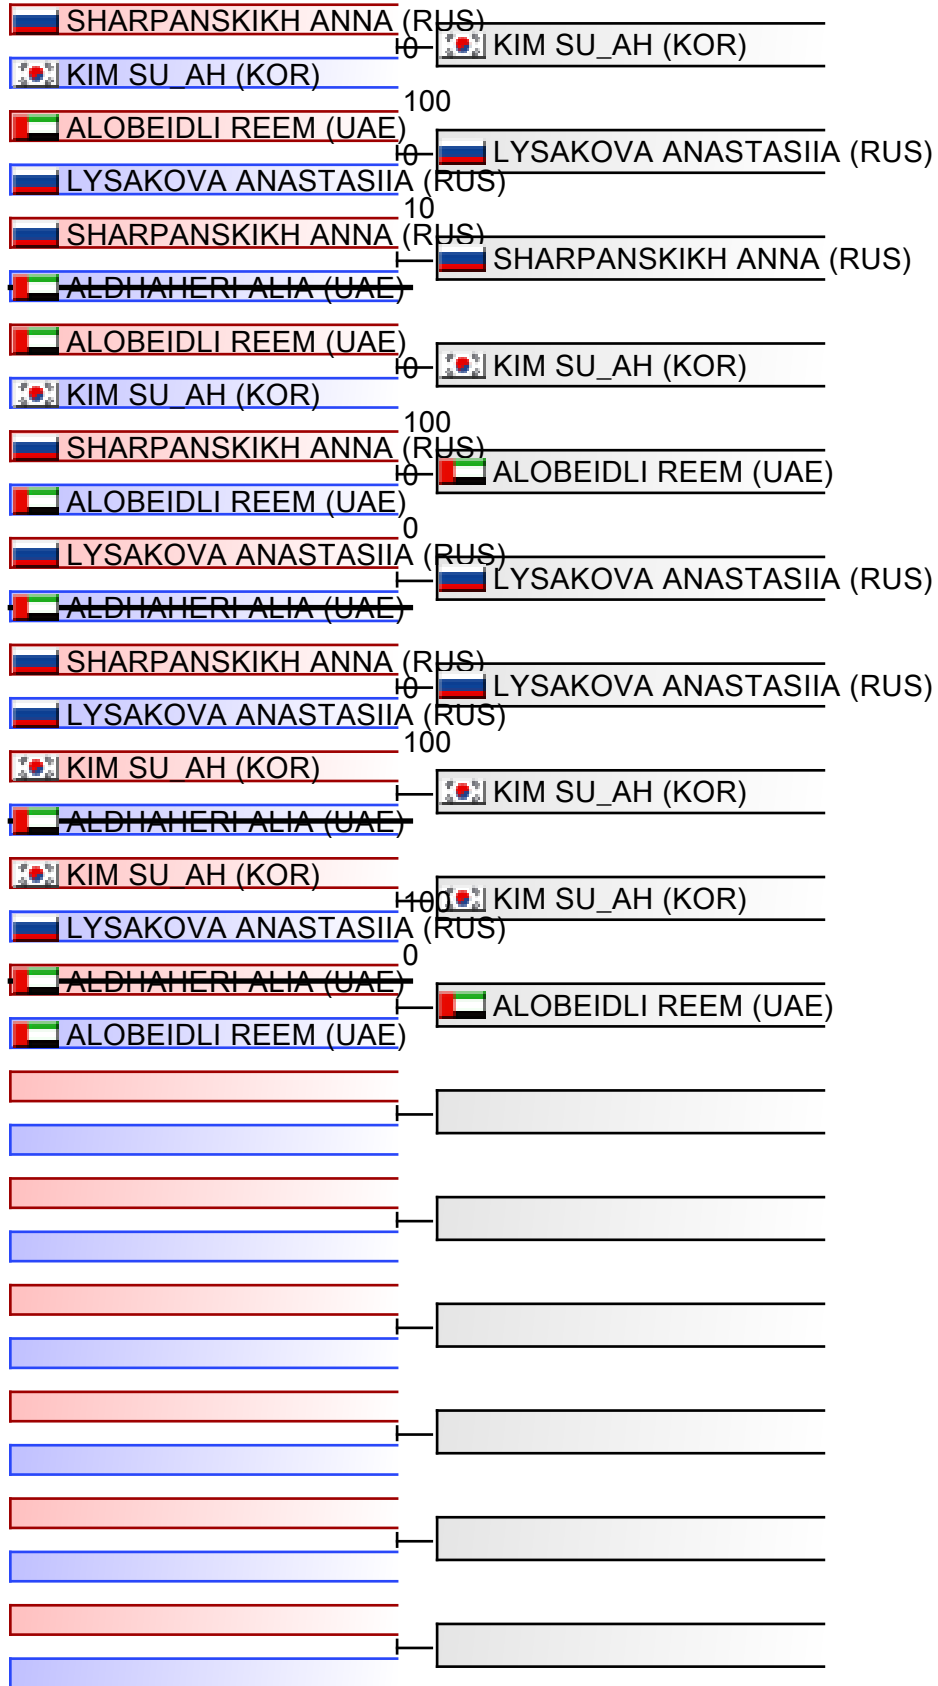 SHARPANSKIKH ANNA (RUS)
0
KIM SU_AH (KOR)
KIM SU_AH (KOR)
100
ALOBEIDLI REEM (UAE)
0
LYSAKOVA ANASTASIIA (RUS)
LYSAKOVA ANASTASIIA (RUS)
10
SHARPANSKIKH ANNA (RUS)
SHARPANSKIKH ANNA (RUS)
ALDHAHERI ALIA (UAE)
ALOBEIDLI REEM (UAE)
0
KIM SU_AH (KOR)
KIM SU_AH (KOR)
100
SHARPANSKIKH ANNA (RUS)
0
ALOBEIDLI REEM (UAE)
ALOBEIDLI REEM (UAE)
0
LYSAKOVA ANASTASIIA (RUS)
LYSAKOVA ANASTASIIA (RUS)
ALDHAHERI ALIA (UAE)
SHARPANSKIKH ANNA (RUS)
0
LYSAKOVA ANASTASIIA (RUS)
LYSAKOVA ANASTASIIA (RUS)
100
KIM SU_AH (KOR)
KIM SU_AH (KOR)
ALDHAHERI ALIA (UAE)
KIM SU_AH (KOR)
100
KIM SU_AH (KOR)
LYSAKOVA ANASTASIIA (RUS)
0
ALDHAHERI ALIA (UAE)
ALOBEIDLI REEM (UAE)
ALOBEIDLI REEM (UAE)